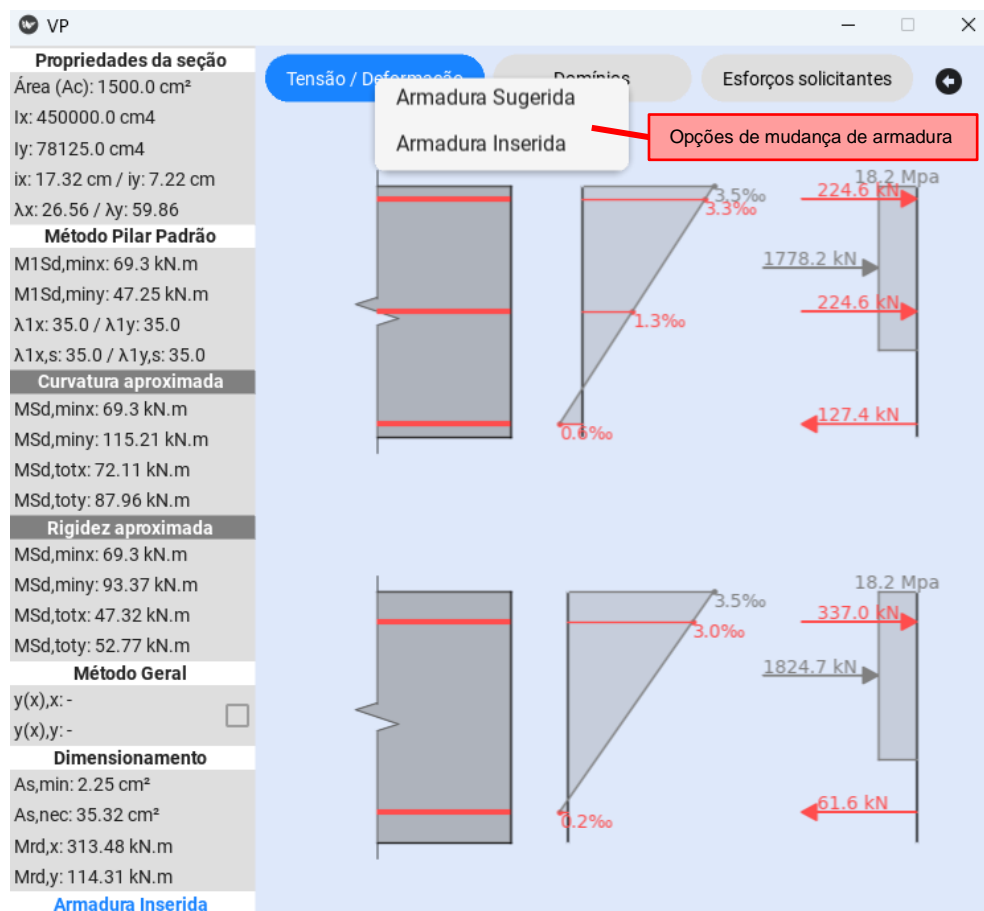 VP
Propriedades da seção
Área (Ac): 1500.0 cm²
Ix: 450000.0 cm4
Iy: 78125.0 cm4
ix: 17.32 cm / iy: 7.22 cm
λx: 26.56 / λy: 59.86
Método Pilar Padrão
M1Sd,minx: 69.3 kN.m
M1Sd,miny: 47.25 kN.m
λ1x: 35.0 / λ1y: 35.0
λ1x,s: 35.0 / λ1y,s: 35.0
Curvatura aproximada
MSd,minx: 69.3 kN.m
MSd,miny: 115.21 kN.m
MSd,totx: 72.11 kN.m
MSd,toty: 87.96 kN.m
Rigidez aproximada
MSd,minx: 69.3 kN.m
MSd,miny: 93.37 kN.m
MSd,totx: 47.32 kN.m
MSd,toty: 52.77 kN.m
Método Geral
y(x),x: -
y(x),y: -
Dimensionamento
As,min: 2.25 cm²
As,nec: 35.32 cm²
Mrd,x: 313.48 kN.m
Mrd,y: 114.31 kN.m
Armadura Inserida
Tensão / Deformação
Domínios
Esforços solicitantes
Armadura Sugerida
Armadura Inserida
Opções de mudança de armadura
18.2 Mpa
3.5‰
224.6 kN
3.3‰
1778.2 kN
224.6 kN
1.3‰
127.4 kN
0.6‰
18.2 Mpa
3.5‰
337.0 kN
3.0‰
1824.7 kN
61.6 kN
0.2‰